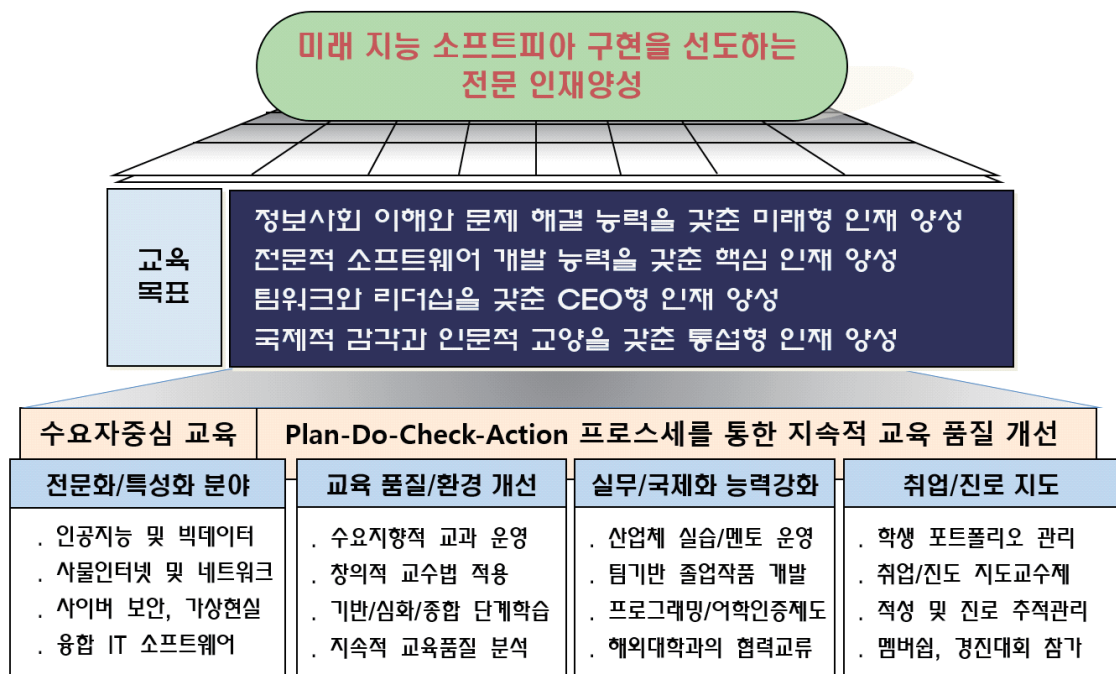 미래 지능 소프트피아 구현을 선도하는
전문 인재양성
교육
목표
정보사회 이해와 문제 해결 능력을 갖춘 미래형 인재 양성
전문적 소프트웨어 개발 능력을 갖춘 핵심 인재 양성
팀워크와 리더십을 갖춘 CEO형 인재 양성
국제적 감각과 인문적 교양을 갖춘 통섭형 인재 양성
수요자중심 교육
Plan-Do-Check-Action 프로스세를 통한 지속적 교육 품질 개선
전문화/특성화 분야
. 인공지능 및 빅데이터
. 사물인터넷 및 네트워크
. 사이버 보안, 가상현실
. 융합 IT 소프트웨어
교육 품질/환경 개선
. 수요지향적 교과 운영
. 창의적 교수법 적용
. 기반/심화/종합 단계학습
. 지속적 교육품질 분석
실무/국제화 능력강화
. 산업체 실습/멘토 운영
. 팀기반 졸업작품 개발
. 프로그래밍/어학인증제도
. 해외대학과의 협력교류
취업/진로 지도
. 학생 포트폴리오 관리
. 취업/진도 지도교수제
. 적성 및 진로 추적관리
. 멤버쉽, 경진대회 참가